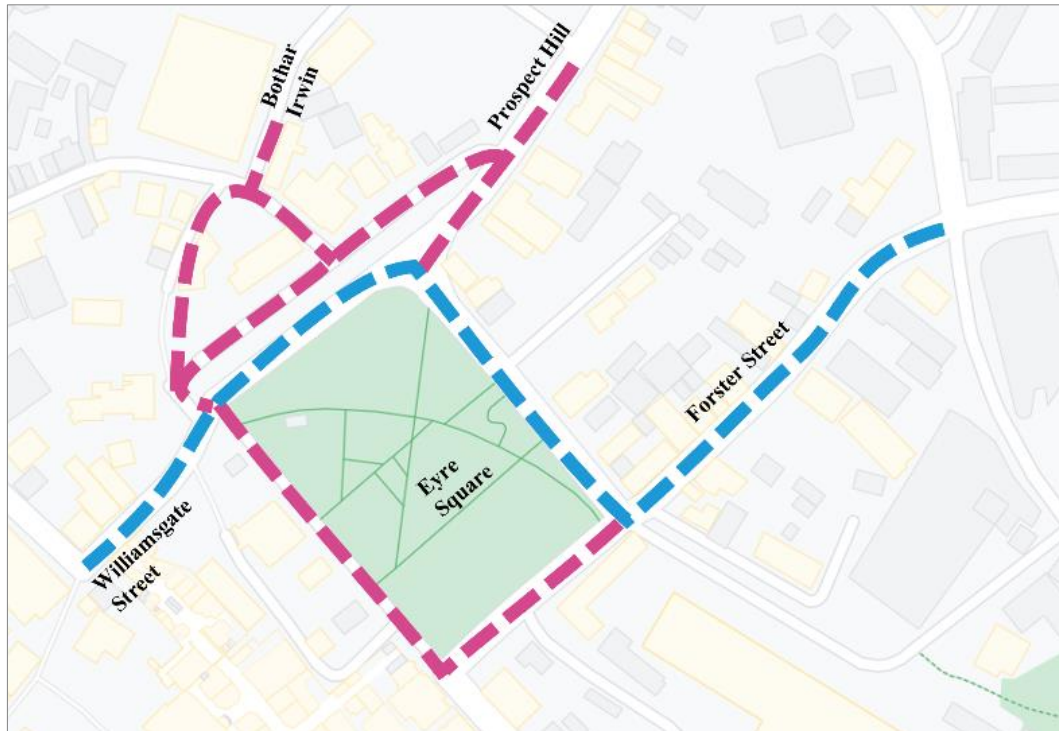 Bothar
Irwin
Prospect Hill
Forster Street
Eyre
Square
Williamsgate
Street